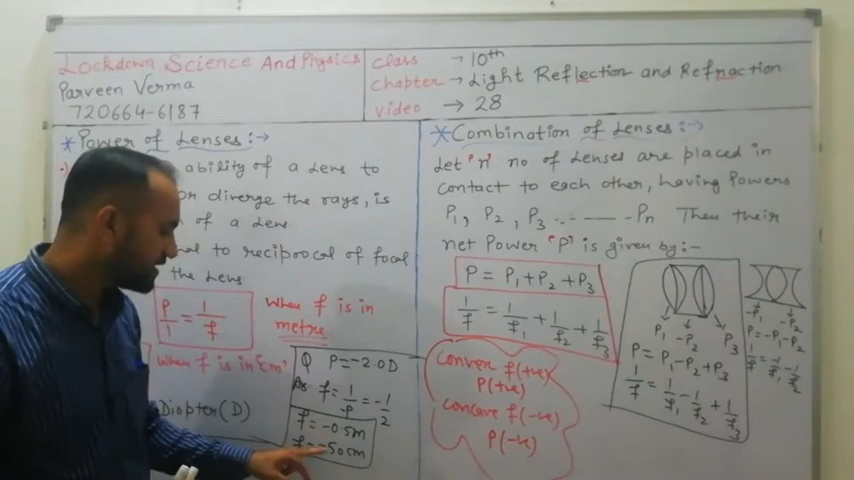 Lockdown Science And Physics
Parveen Verma
720664-6187
Class → 10th
Chapter → Light Reflection and Refraction
Video → 28
*Power of Lenses:→
ability of a Lens to
or diverge the rays, is
of a Lens
to reciprocal of focal
the Lens
P/1 = 1/f
When f is in
metre
When f is in "cm"
Diopter(D)
Q P=-2.0D
As f=1/P=-1/2
f=-0.5m
f=-50cm
*Combination of Lenses:→
Let 'n' no of Lenses are placed in
contact to each other, having Powers
P1, P2, P3 ------ Pn Then their
net Power "P" is given by:-
P = P1+P2+P3
1/f = 1/f1 + 1/f2 + 1/f3
Convex f(+ve)
P(+ve)
Concave f(-ve)
P(-ve)
P1 -P2 P3
P=P1-P2+P3
1/f = 1/f1 - 1/f2 + 1/f3
-P1 -P2
P=-P1-P2
1/f=-1/f1-1/f2